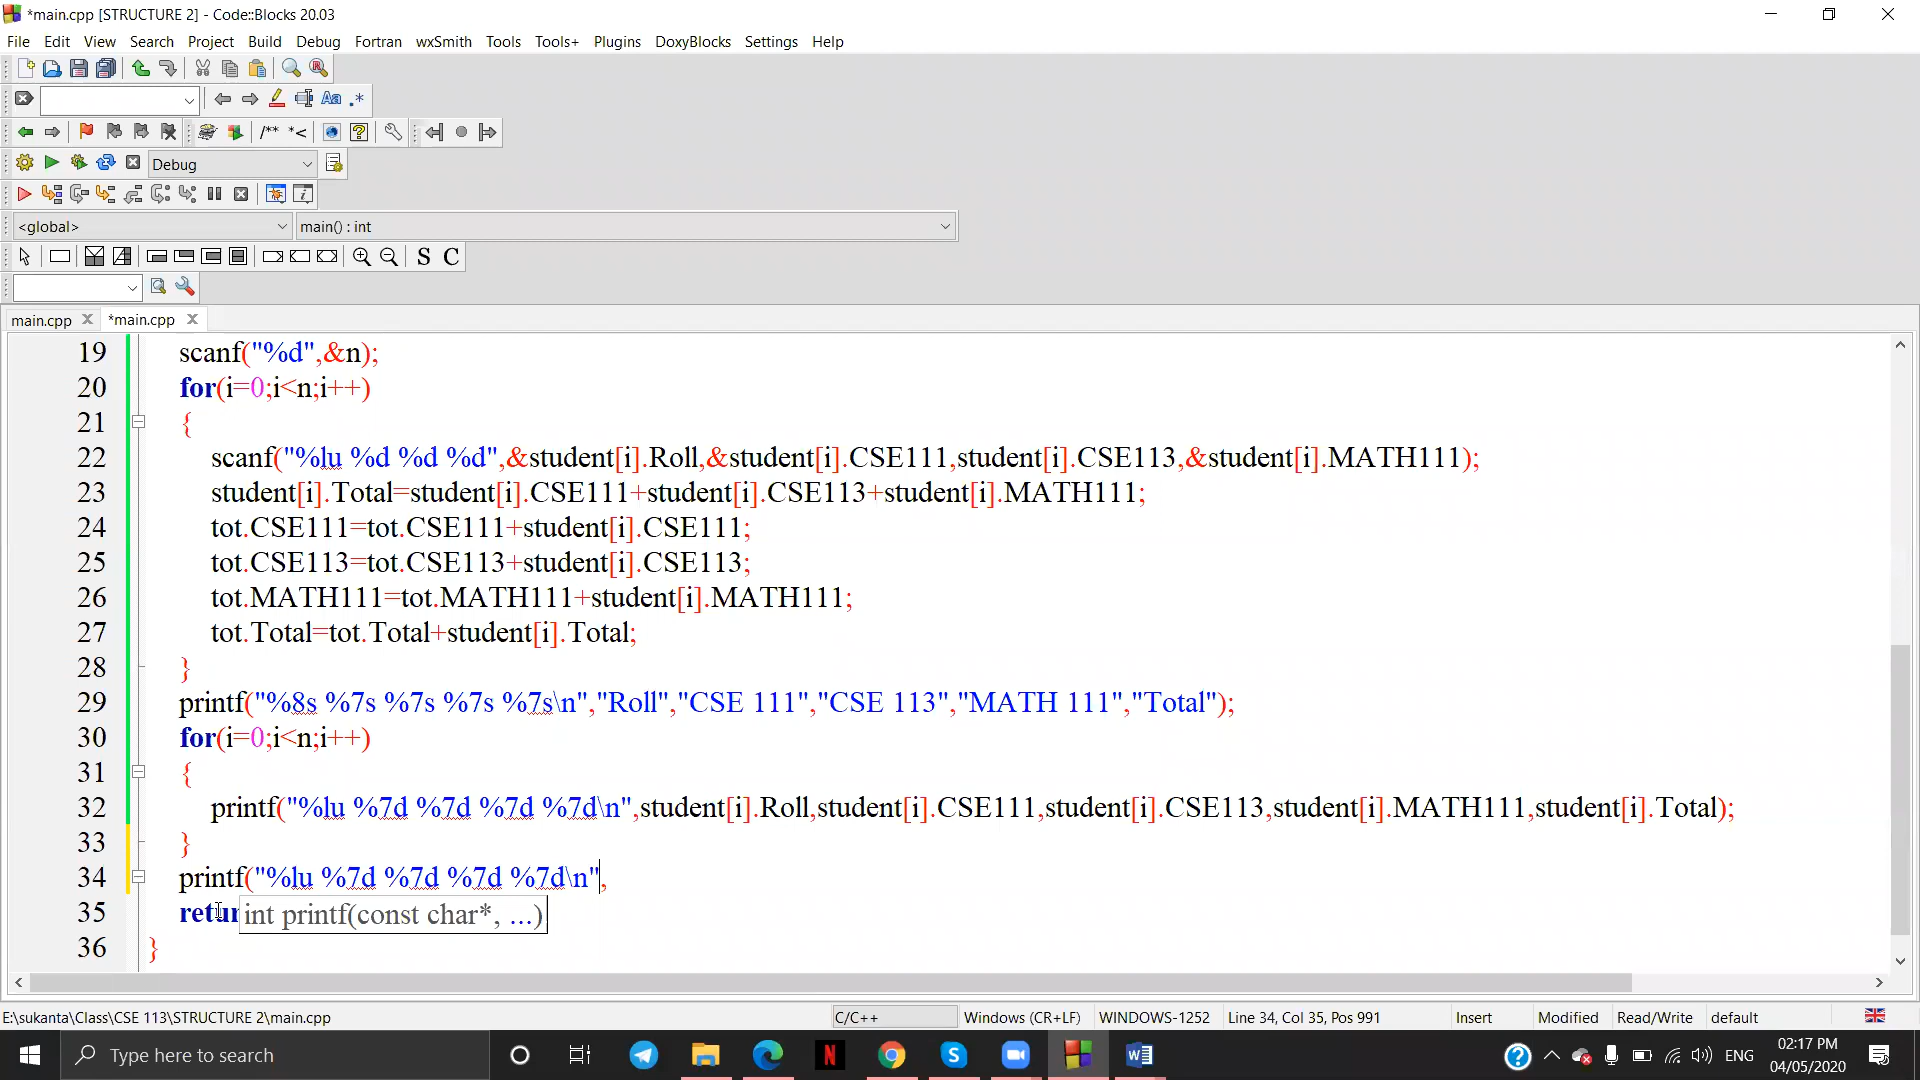 *main.cpp [STRUCTURE 2] - Code::Blocks 20.03
File Edit View Search Project Build Debug Fortran wxSmith Tools Tools+ Plugins DoxyBlocks Settings Help
/** *<
Debug
<global> main() : int
S C
main.cpp *main.cpp
19 scanf("%d",&n);
20 for(i=0;i<n;i++)
21 {
22 scanf("%lu %d %d %d",&student[i].Roll,&student[i].CSE111,student[i].CSE113,&student[i].MATH111);
23 student[i].Total=student[i].CSE111+student[i].CSE113+student[i].MATH111;
24 tot.CSE111=tot.CSE111+student[i].CSE111;
25 tot.CSE113=tot.CSE113+student[i].CSE113;
26 tot.MATH111=tot.MATH111+student[i].MATH111;
27 tot.Total=tot.Total+student[i].Total;
28 }
29 printf("%8s %7s %7s %7s %7s\n","Roll","CSE 111","CSE 113","MATH 111","Total");
30 for(i=0;i<n;i++)
31 {
32 printf("%lu %7d %7d %7d %7d\n",student[i].Roll,student[i].CSE111,student[i].CSE113,student[i].MATH111,student[i].Total);
33 }
34 printf("%lu %7d %7d %7d %7d\n",
35 retur int printf(const char*, ...)
36 }
E:\sukanta\Class\CSE 113\STRUCTURE 2\main.cpp C/C++ Windows (CR+LF) WINDOWS-1252 Line 34, Col 35, Pos 991 Insert Modified Read/Write default
Type here to search ENG 02:17 PM
04/05/2020